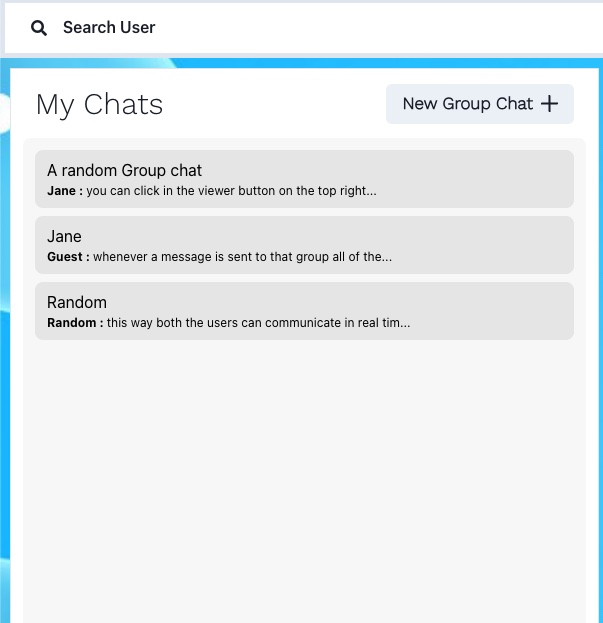 Search User
My Chats
New Group Chat
A random Group chat
Jane : you can click in the viewer button on the top right...
Jane
Guest : whenever a message is sent to that group all of the...
Random
Random : this way both the users can communicate in real tim...